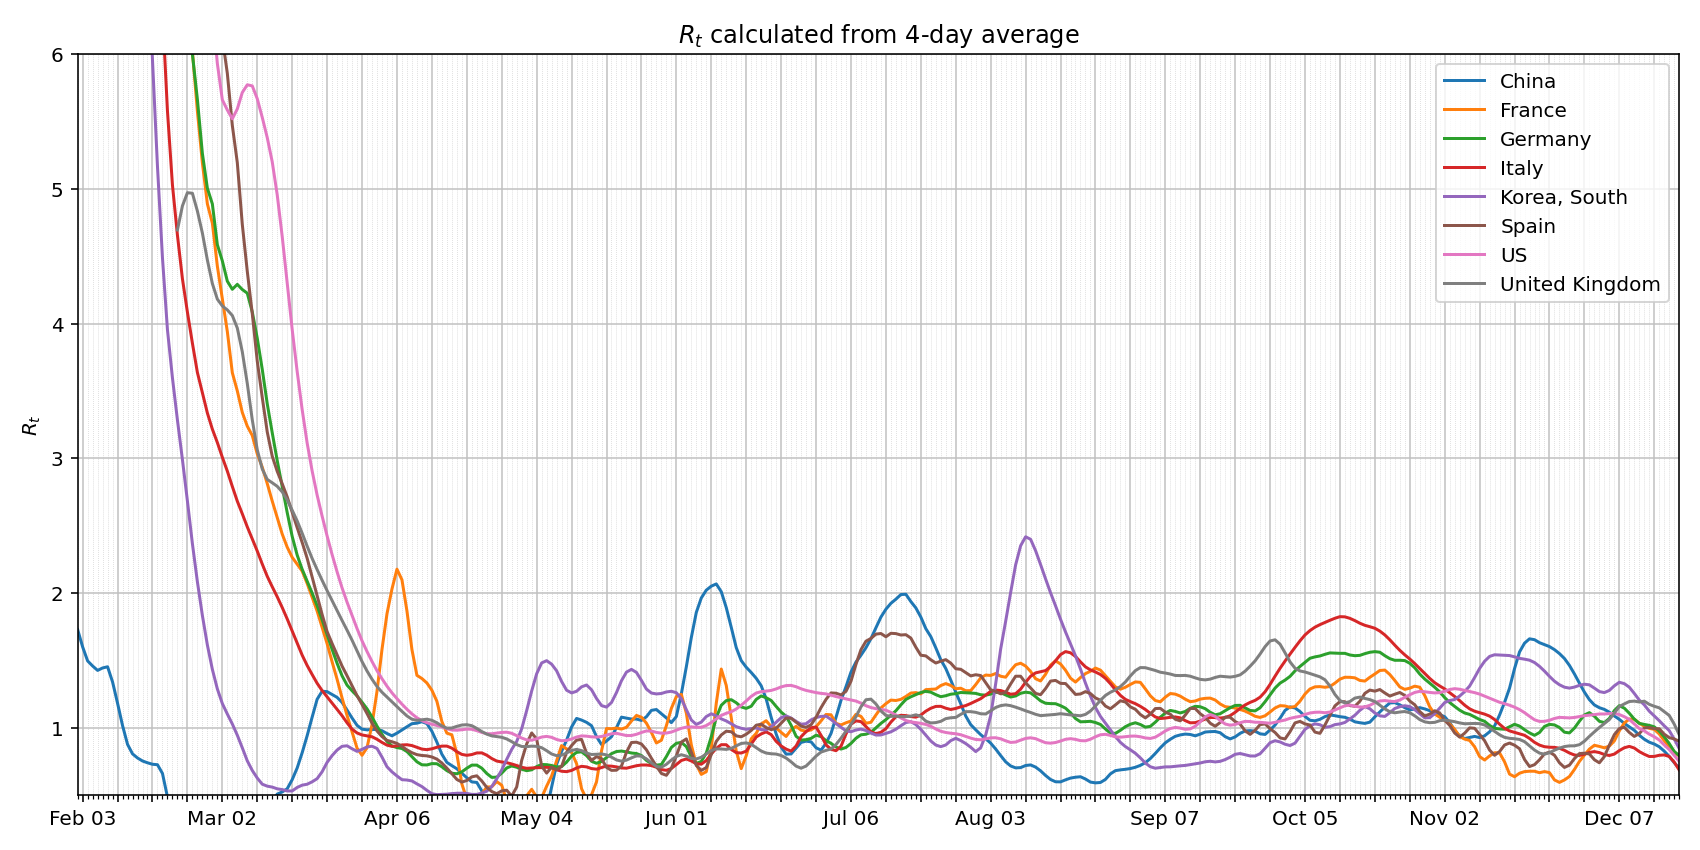 R_t calculated from 4-day average
6
5
4
3
2
1
R_t
China
France
Germany
Italy
Korea, South
Spain
US
United Kingdom
Feb 03 Mar 02 Apr 06 May 04 Jun 01 Jul 06 Aug 03 Sep 07 Oct 05 Nov 02 Dec 07